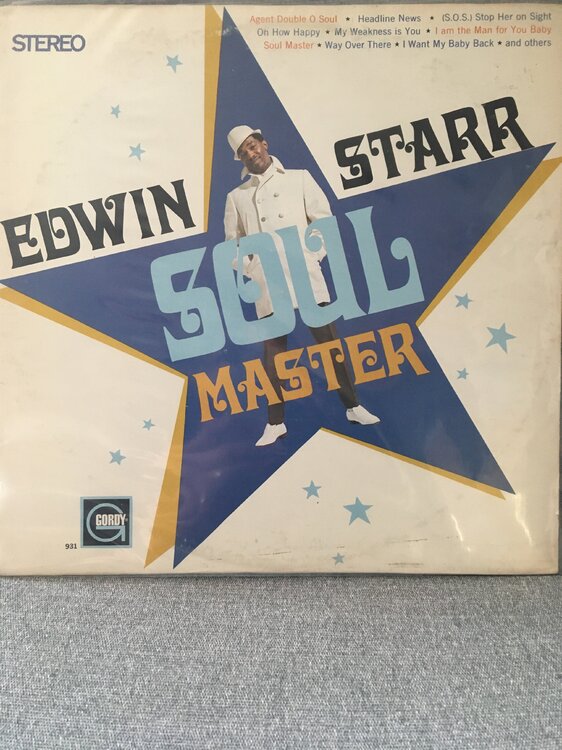 STEREO
Agent Double O Soul ★ Headline News ★ (S.O.S.) Stop Her on Sight
Oh How Happy ★ My Weakness is You ★ I am the Man for You Baby
Soul Master ★ Way Over There ★ I Want My Baby Back ★ and others
EDWIN STARR
SOUL
MASTER
GORDY
931